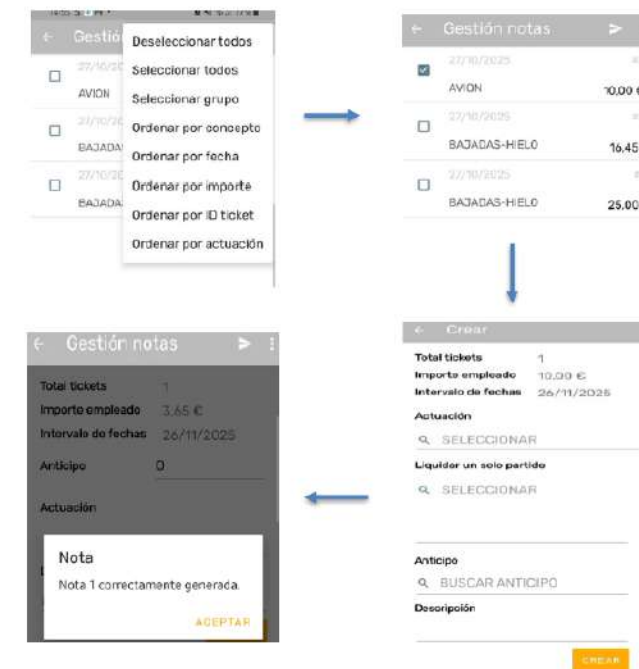 ← Gestió
Deseleccionar todos
Seleccionar todos
Seleccionar grupo
Ordenar por concepto
Ordenar por fecha
Ordenar por importe
Ordenar por ID ticket
Ordenar por actuación
AVION
BAJADA
BAJADA
← Gestión notas
27/10/2025
AVION 10,00 €
27/10/2025
BAJADAS-HIELO 16,45
27/10/2025
BAJADAS-HIELO 25,00
← Crear
Total tickets 1
Importe empleado 10,00 €
Intervalo de fechas 26/11/2025
Actuación
SELECCIONAR
Liquidar un solo partido
SELECCIONAR
Anticipo
BUSCAR ANTICIPO
Descripción
CREAR
← Gestión notas
Total tickets 1
Importe empleado 3,65 €
Intervalo de fechas 26/11/2025
Anticipo 0
Actuación
Nota
Nota 1 correctamente generada.
ACEPTAR